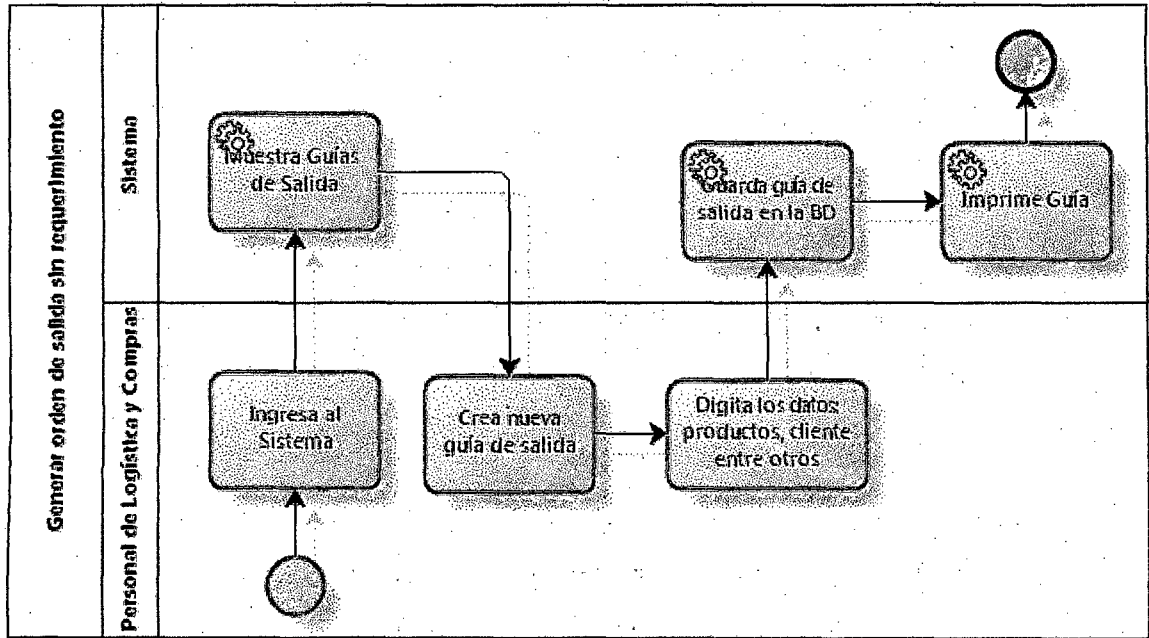 Generar orden de salida sin requerimiento
Sistema
Muestra Guías
de Salida
Guarda guía de
salida en la BD
Imprime Guía
Personal de Logística y Compras
Ingresa al
Sistema
Crea nueva
guía de salida
Digita los datos:
productos, cliente
entre otros